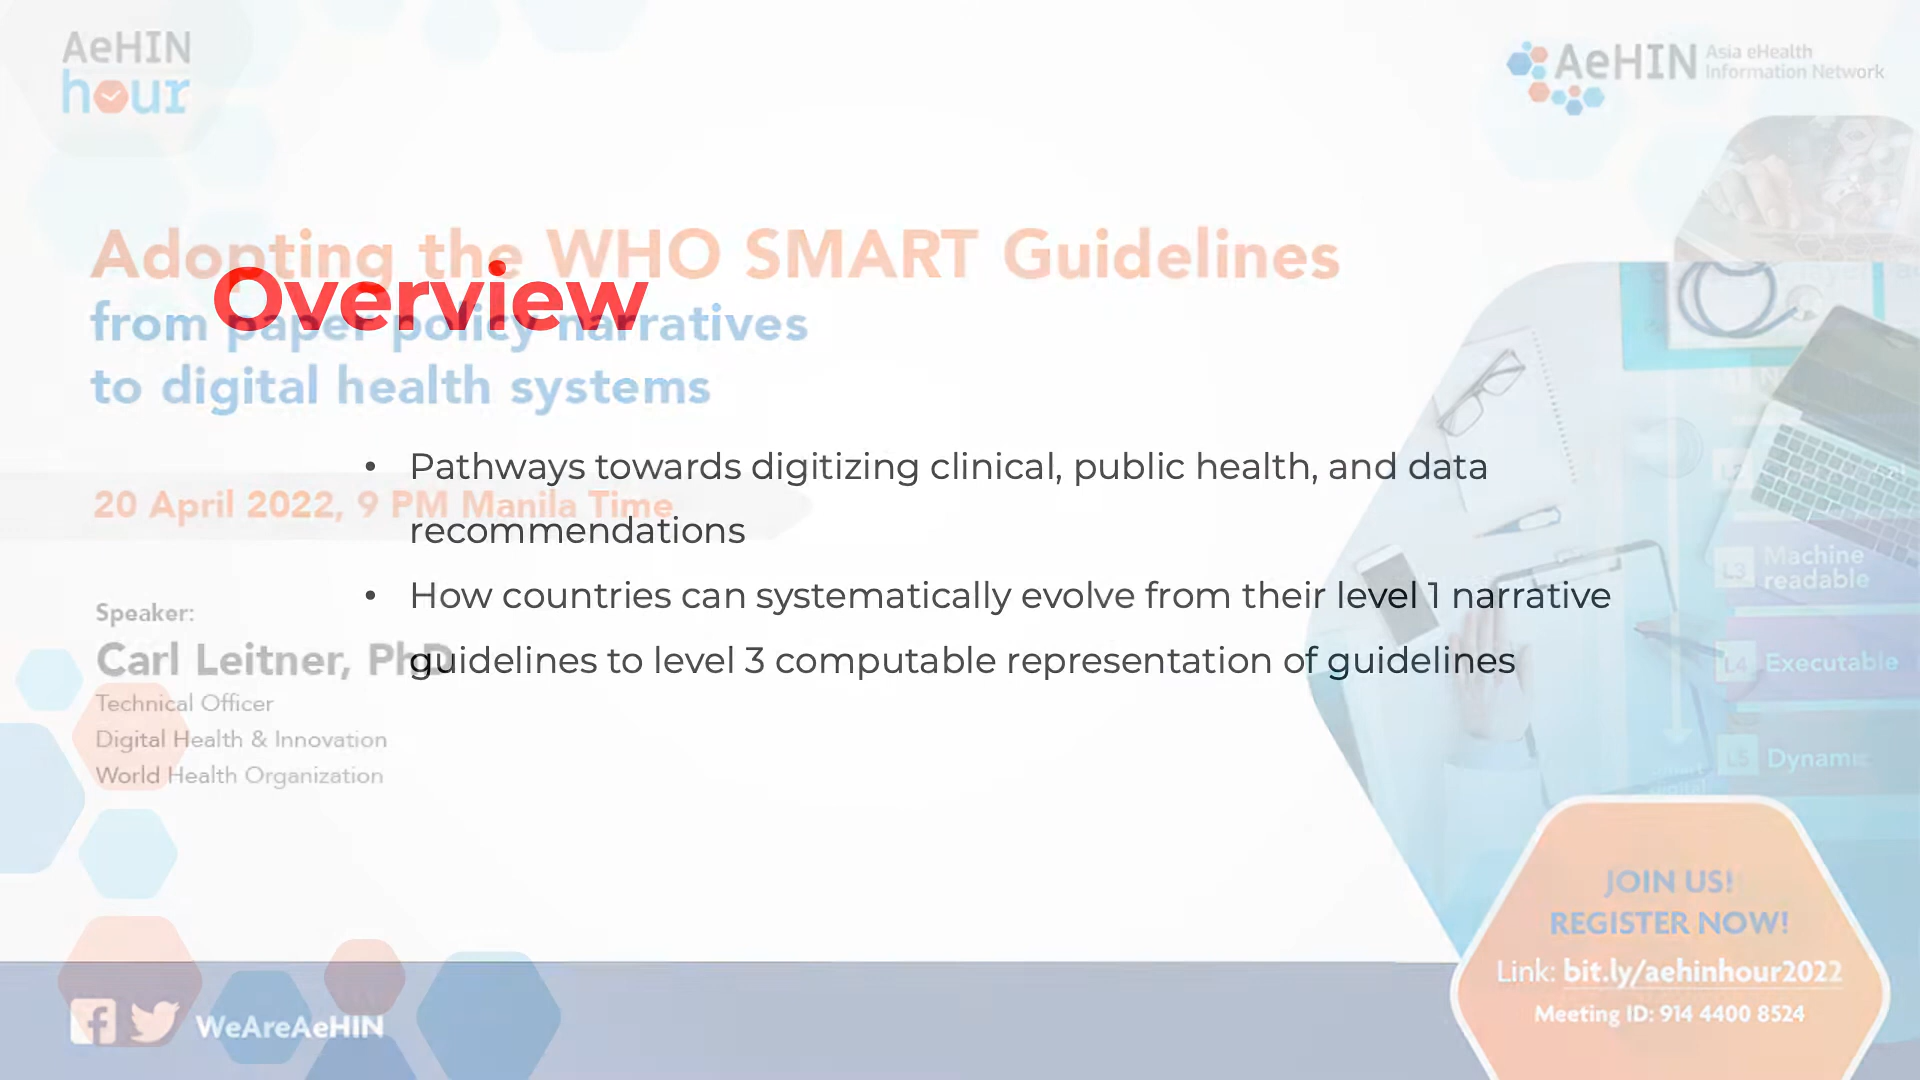 AeHIN
hour
AeHIN
Asia eHealth
Information Network
Adopting the WHO SMART Guidelines
from paper policy narratives
to digital health systems
Overview
20 April 2022, 9 PM Manila Time
• Pathways towards digitizing clinical, public health, and data
recommendations
• How countries can systematically evolve from their level 1 narrative
guidelines to level 3 computable representation of guidelines
Speaker:
Carl Leitner, PhD
Technical Officer
Digital Health & Innovation
World Health Organization
L3 Machine
readable
L4 Executable
L5 Dynamic
JOIN US!
REGISTER NOW!
Link: bit.ly/aehinhour2022
Meeting ID: 914 4400 8524
WeAreAeHIN